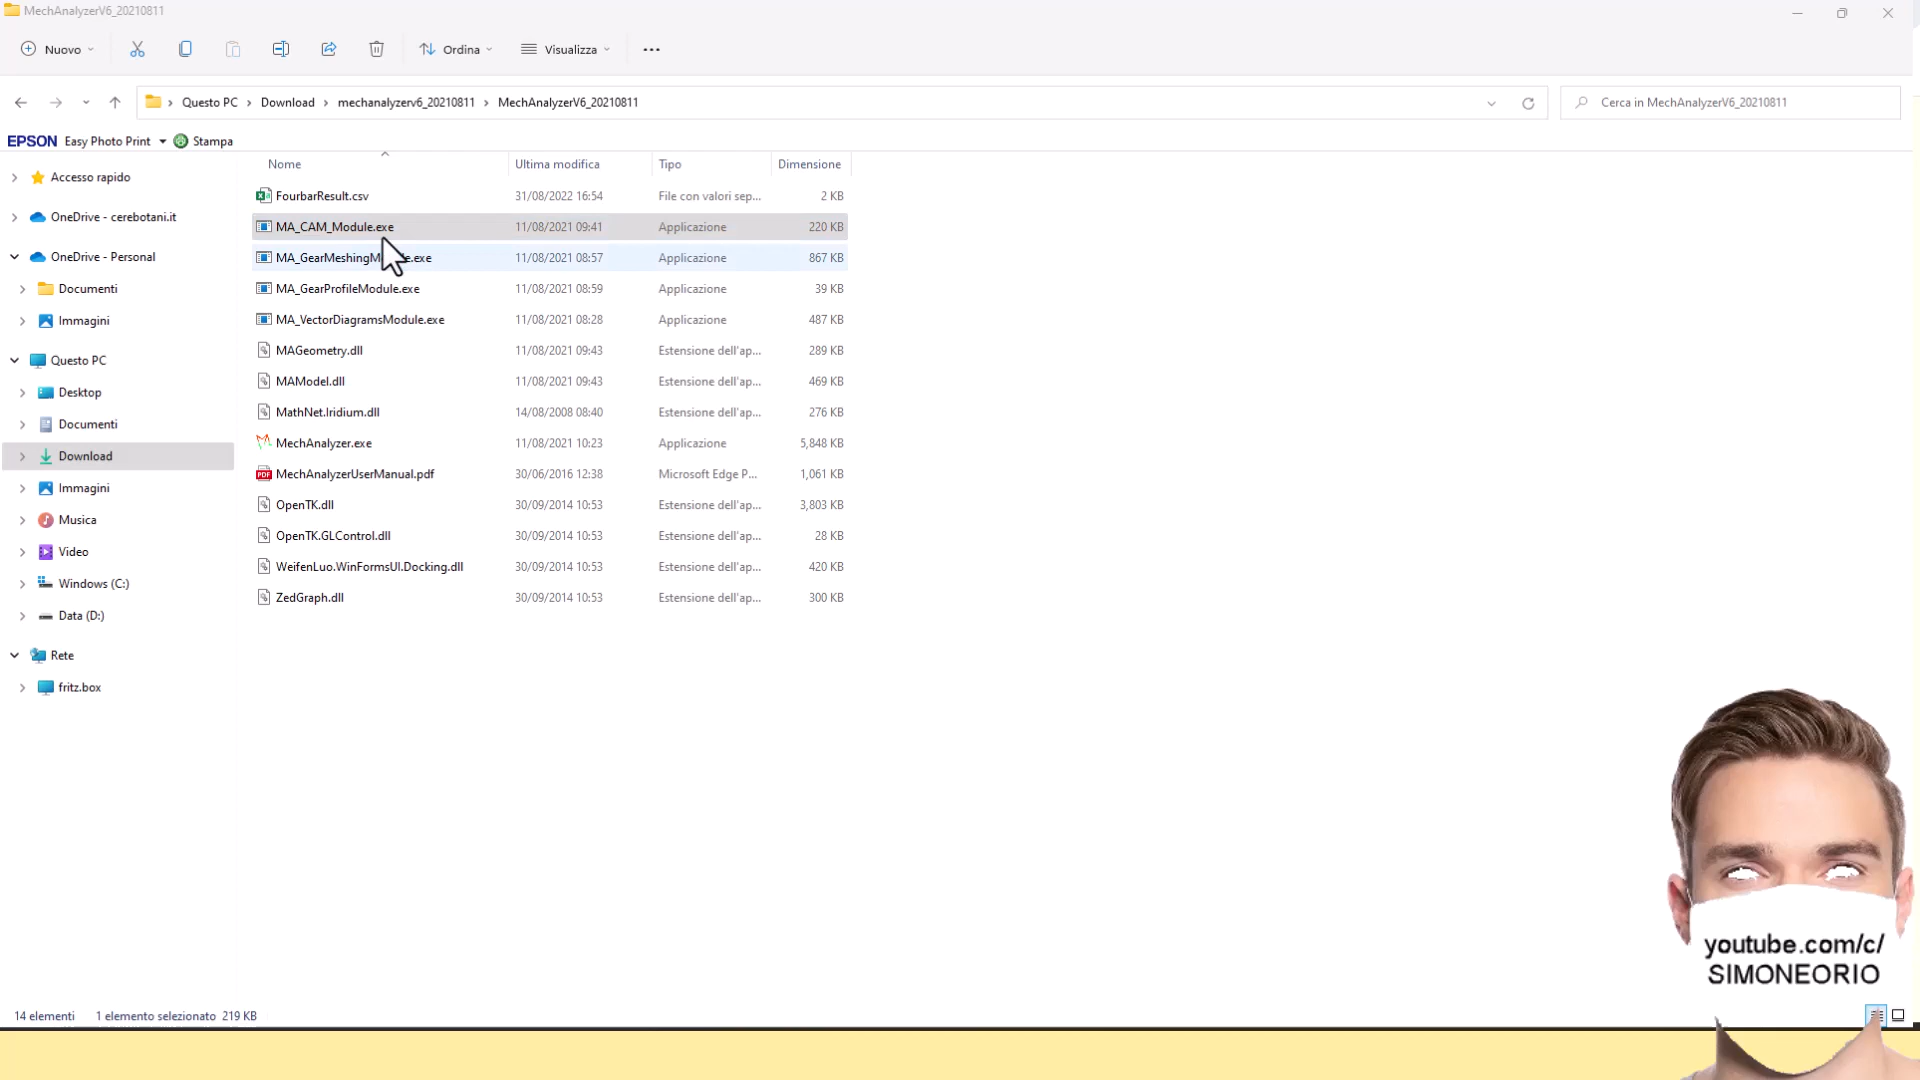 MechAnalyzerV6_20210811
Nuovo
Ordina
Visualizza
Questo PC > Download > mechanalyzerv6_20210811 > MechAnalyzerV6_20210811
Cerca in MechAnalyzerV6_20210811
EPSON Easy Photo Print Stampa
Nome Ultima modifica Tipo Dimensione
Accesso rapido
OneDrive - cerebotani.it
OneDrive - Personal
Documenti
Immagini
Questo PC
Desktop
Documenti
Download
Immagini
Musica
Video
Windows (C:)
Data (D:)
Rete
fritz.box
FourbarResult.csv 31/08/2022 16:54 File con valori sep... 2 KB
MA_CAM_Module.exe 11/08/2021 09:41 Applicazione 220 KB
11/08/2021 08:57 Applicazione 867 KB
MA_GearProfileModule.exe 11/08/2021 08:59 Applicazione 39 KB
MA_VectorDiagramsModule.exe 11/08/2021 08:28 Applicazione 487 KB
MAGeometry.dll 11/08/2021 09:43 Estensione dell'ap... 289 KB
MAModel.dll 11/08/2021 09:43 Estensione dell'ap... 469 KB
MathNet.Iridium.dll 14/08/2008 08:40 Estensione dell'ap... 276 KB
MechAnalyzer.exe 11/08/2021 10:23 Applicazione 5,848 KB
MechAnalyzerUserManual.pdf 30/06/2016 12:38 Microsoft Edge P... 1,061 KB
OpenTK.dll 30/09/2014 10:53 Estensione dell'ap... 3,803 KB
OpenTK.GLControl.dll 30/09/2014 10:53 Estensione dell'ap... 28 KB
WeifenLuo.WinFormsUI.Docking.dll 30/09/2014 10:53 Estensione dell'ap... 420 KB
ZedGraph.dll 30/09/2014 10:53 Estensione dell'ap... 300 KB
youtube.com/c/
SIMONEORIO
14 elementi 1 elemento selezionato 219 KB